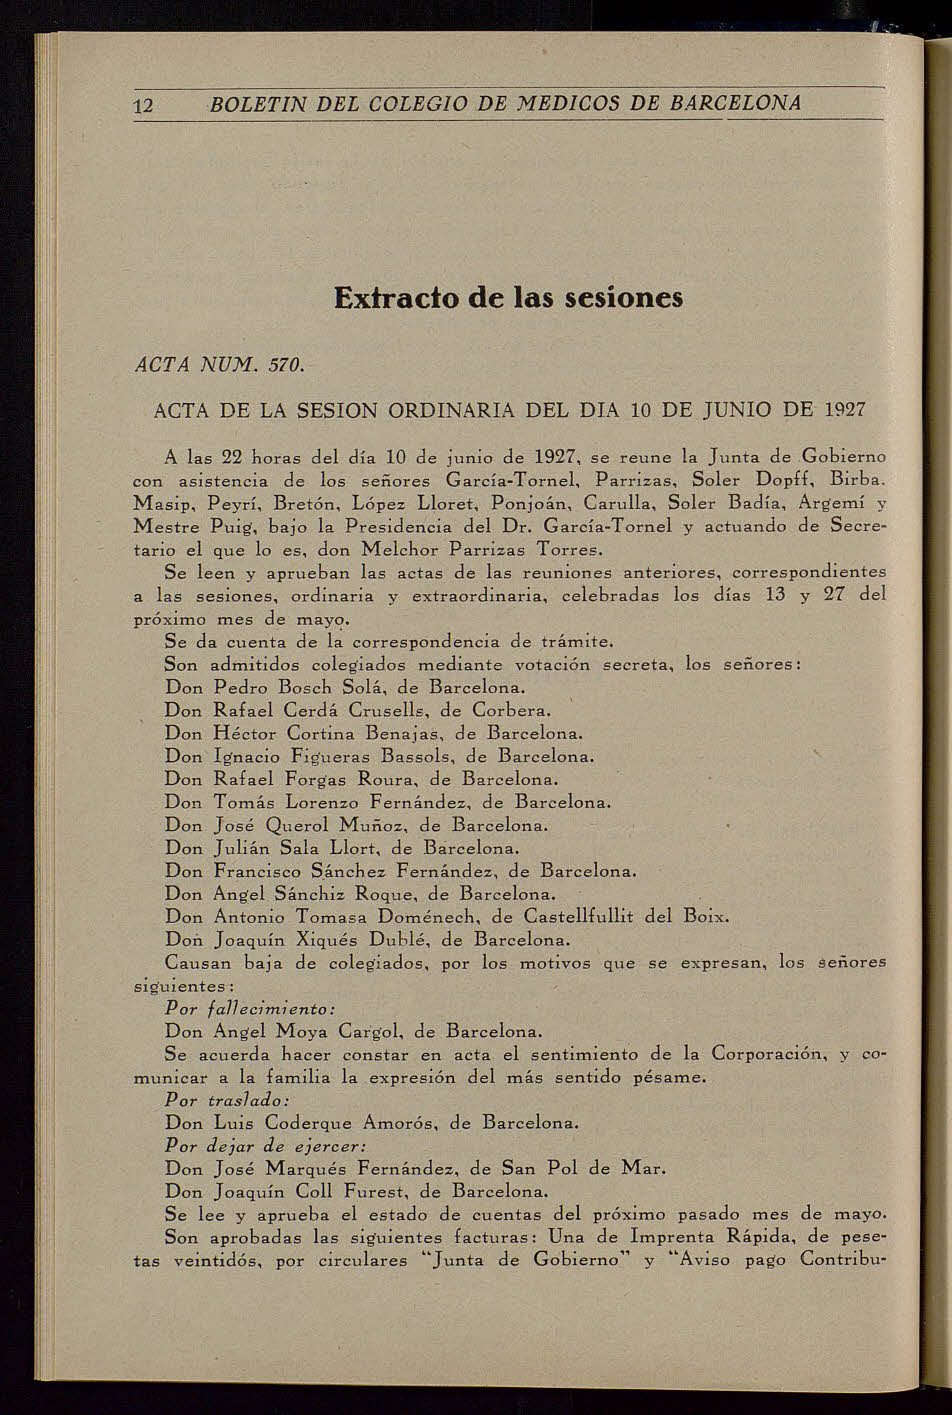 12 BOLETIN DEL COLEGIO DE MEDICOS DE BARCELONA
Extracto de las sesiones
ACTA NUM. 570.
ACTA DE LA SESION ORDINARIA DEL DIA 10 DE JUNIO DE 1927
A las 22 horas del día 10 de junio de 1927, se reune la Junta de Gobierno
con asistencia de los señores García-Tornel, Parrizas, Soler Dopff, Birba.
Masip, Peyrí, Bretón, López Lloret, Ponjoán, Carulla, Soler Badía, Argemí y
Mestre Puig, bajo la Presidencia del Dr. García-Tornel y actuando de Secre-
tario el que lo es, don Melchor Parrizas Torres.
Se leen y aprueban las actas de las reuniones anteriores, correspondientes
a las sesiones, ordinaria y extraordinaria, celebradas los días 13 y 27 del
próximo mes de mayo.
Se da cuenta de la correspondencia de trámite.
Son admitidos colegiados mediante votación secreta, los señores:
Don Pedro Bosch Solá, de Barcelona.
Don Rafael Cerdá Crusells, de Corbera.
Don Héctor Cortina Benajas, de Barcelona.
Don Ignacio Figueras Bassols, de Barcelona.
Don Rafael Forgas Roura, de Barcelona.
Don Tomás Lorenzo Fernández, de Barcelona.
Don José Querol Muñoz, de Barcelona.
Don Julián Sala Llort, de Barcelona.
Don Francisco Sánchez Fernández, de Barcelona.
Don Angel Sánchiz Roque, de Barcelona.
Don Antonio Tomasa Doménech, de Castellfullit del Boix.
Don Joaquín Xiqués Dublé, de Barcelona.
Causan baja de colegiados, por los motivos que se expresan, los señores
siguientes:
Por fallecimiento:
Don Angel Moya Cargol, de Barcelona.
Se acuerda hacer constar en acta el sentimiento de la Corporación, y co-
municar a la familia la expresión del más sentido pésame.
Por traslado:
Don Luis Coderque Amorós, de Barcelona.
Por dejar de ejercer:
Don José Marqués Fernández, de San Pol de Mar.
Don Joaquín Coll Furest, de Barcelona.
Se lee y aprueba el estado de cuentas del próximo pasado mes de mayo.
Son aprobadas las siguientes facturas: Una de Imprenta Rápida, de pese-
tas veintidós, por circulares “Junta de Gobierno” y “Aviso pago Contribu-